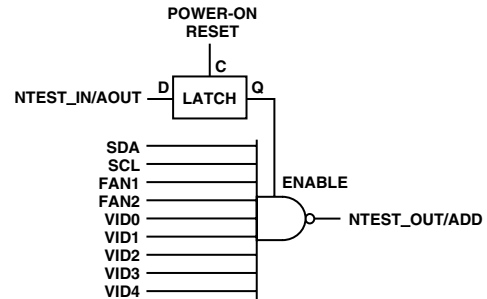 POWER-ON
RESET
C
D
Q
NTEST_IN/AOUT
LATCH
SDA
SCL
FAN1
ENABLE
FAN2
VID0
NTEST_OUT/ADD
VID1
VID2
VID3
VID4